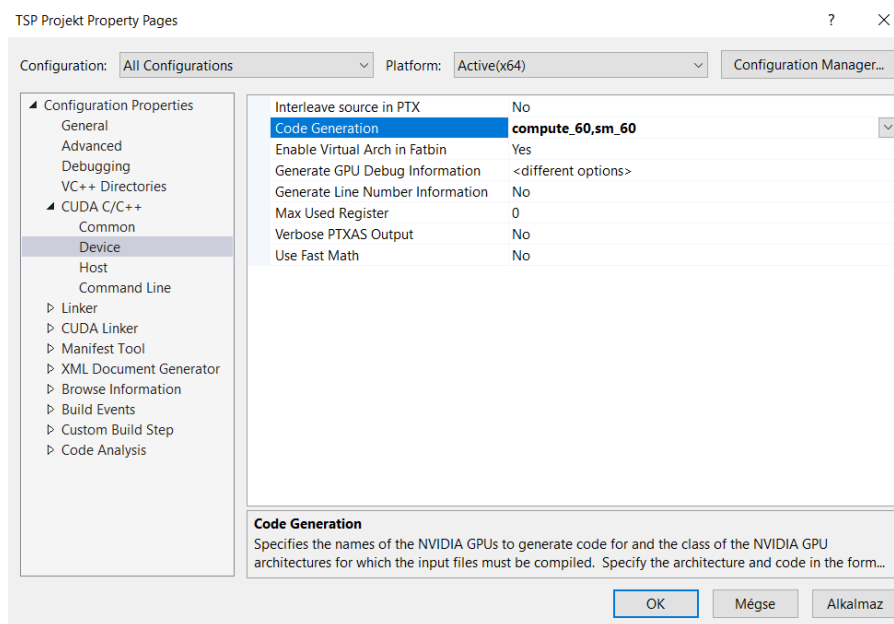 TSP Projekt Property Pages
?
Configuration: All Configurations Platform: Active(x64) Configuration Manager...
Configuration Properties
General
Advanced
Debugging
VC++ Directories
CUDA C/C++
Common
Device
Host
Command Line
Linker
CUDA Linker
Manifest Tool
XML Document Generator
Browse Information
Build Events
Custom Build Step
Code Analysis
Interleave source in PTX No
Code Generation compute_60,sm_60
Enable Virtual Arch in Fatbin Yes
Generate GPU Debug Information <different options>
Generate Line Number Information No
Max Used Register 0
Verbose PTXAS Output No
Use Fast Math No
Code Generation
Specifies the names of the NVIDIA GPUs to generate code for and the class of the NVIDIA GPU
architectures for which the input files must be compiled.  Specify the architecture and code in the form...
OK Mégse Alkalmaz